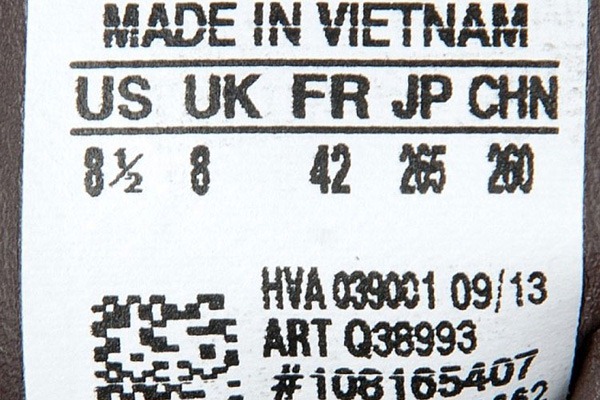 MADE IN VIETNAM
US UK FR JP CHN
8½ 8 42 265 260
HVA 039001 09/13
ART Q38993
#108165407